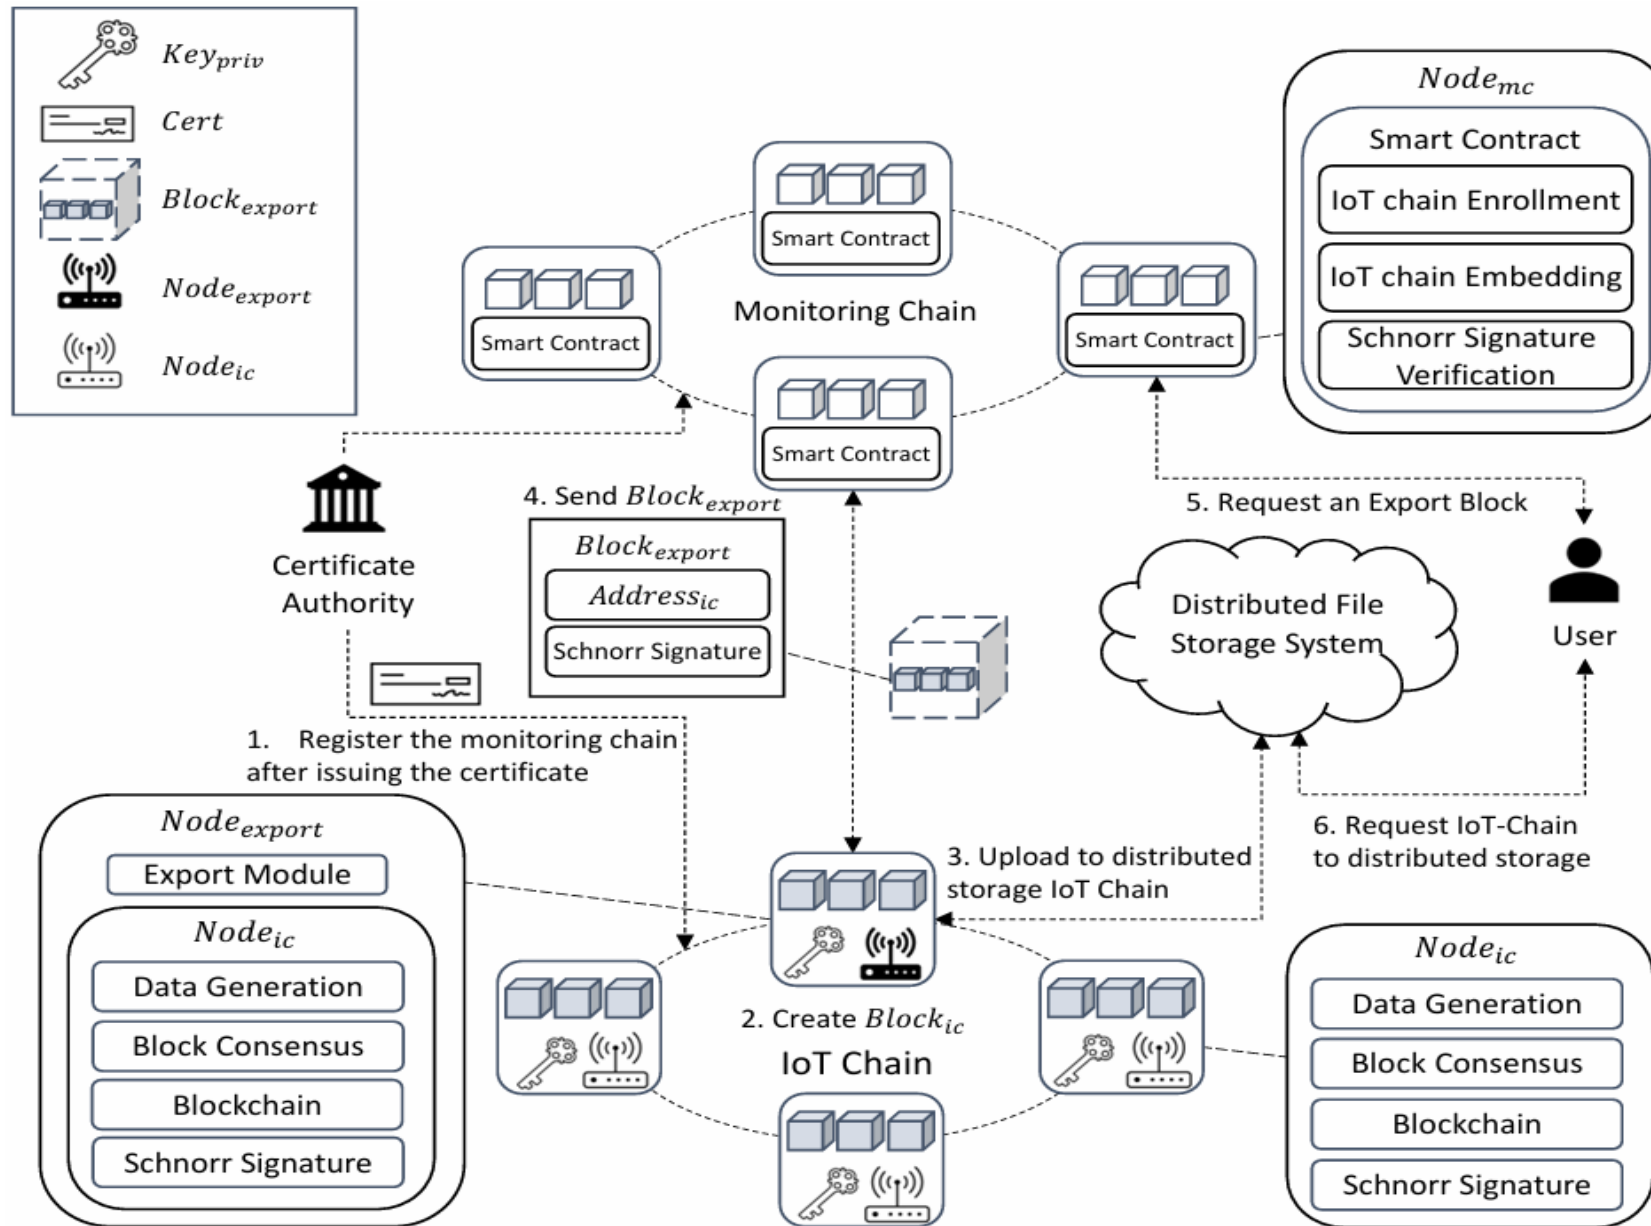 Key_priv
Cert
Block_export
Node_export
Node_ic
Smart Contract
Monitoring Chain
Smart Contract
Smart Contract
Smart Contract
Node_mc
Smart Contract
IoT chain Enrollment
IoT chain Embedding
Schnorr Signature
Verification
Certificate
Authority
4. Send Block_export
Block_export
Address_ic
Schnorr Signature
5. Request an Export Block
Distributed File
Storage System
User
1. Register the monitoring chain
after issuing the certificate
6. Request IoT-Chain
to distributed storage
3. Upload to distributed
storage IoT Chain
Node_export
Export Module
Node_ic
Data Generation
Block Consensus
Blockchain
Schnorr Signature
2. Create Block_ic
IoT Chain
Node_ic
Data Generation
Block Consensus
Blockchain
Schnorr Signature